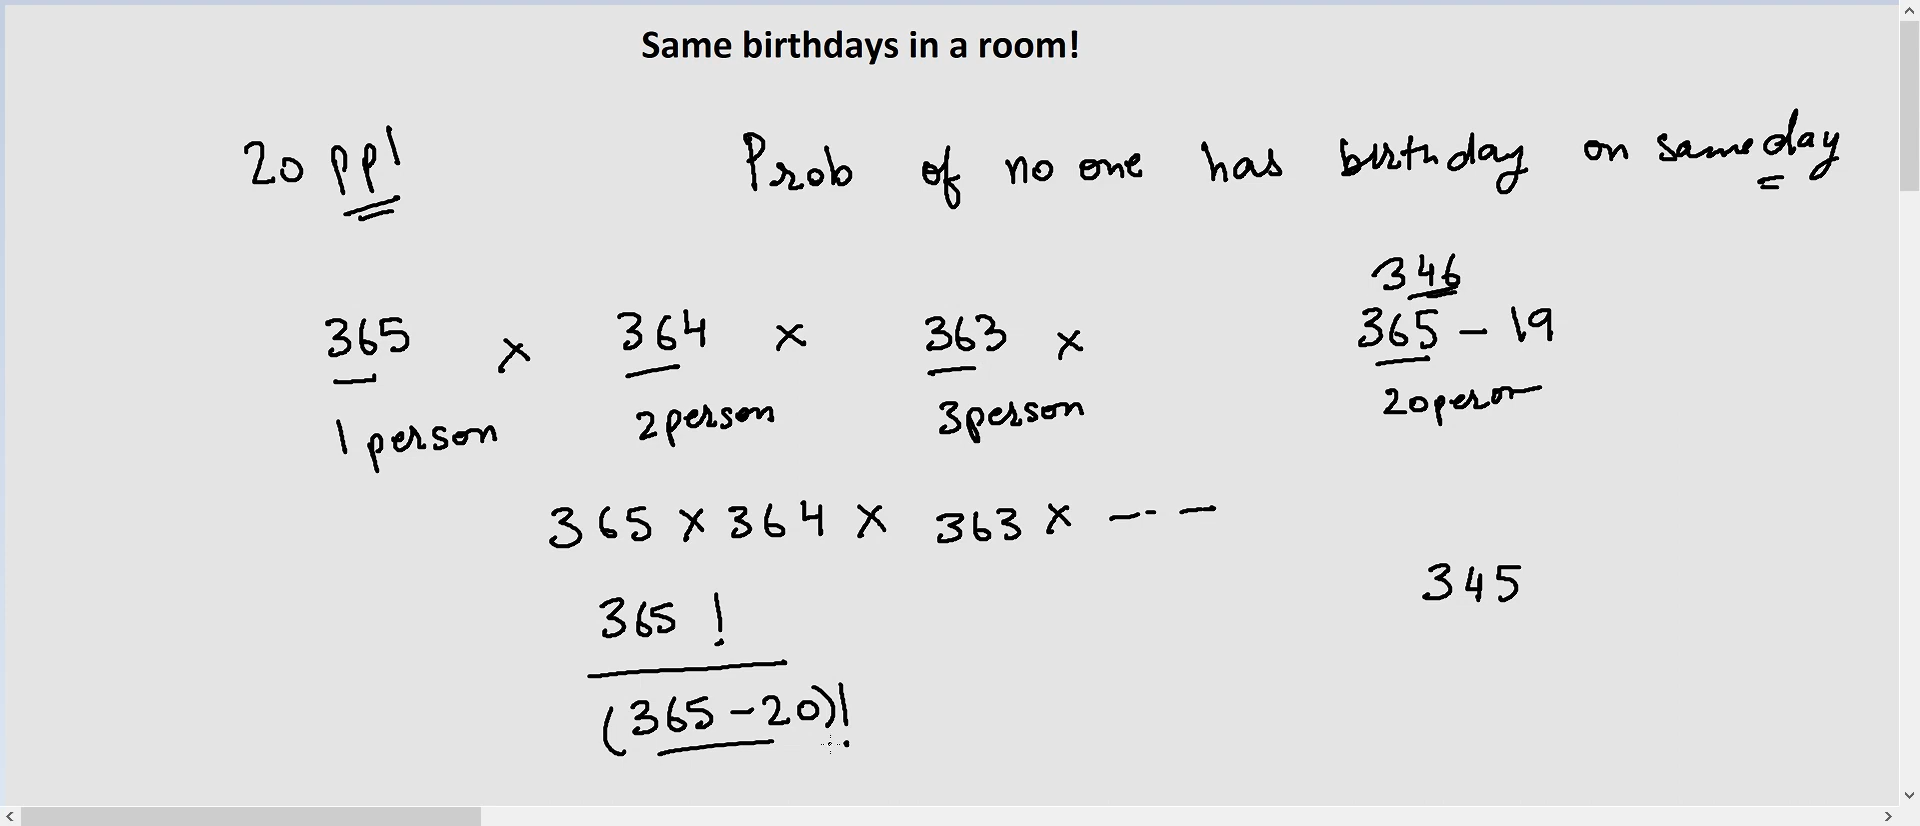 Same birthdays in a room!
20 ppl Prob of no one has birthday on same day
346
365 x 364 x 363 x 365 - 19
1 person 2 person 3 person 20 peron
365 x 364 x 363 x -- - -
345
365 !
(365 - 20)!